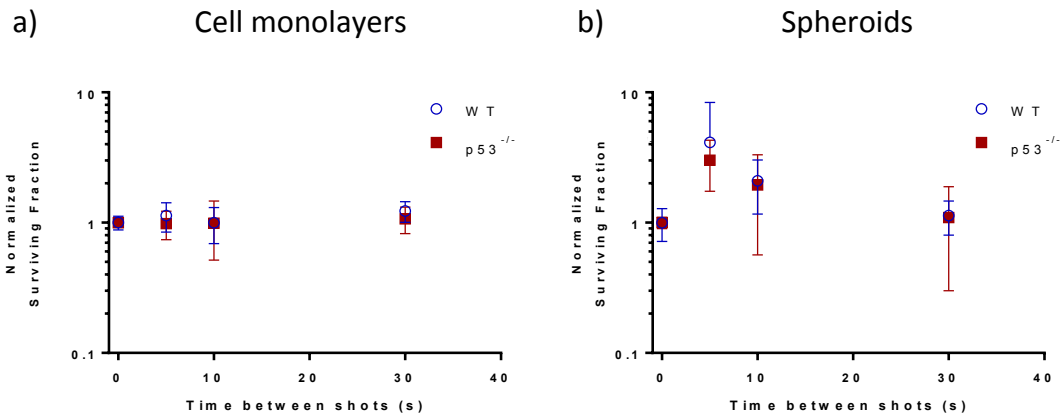 a) Cell monolayers
Normalized
Surviving Fraction
10
1
0.1
WT
p53-/-
0 10 20 30 40
Time between shots (s)
b) Spheroids
Normalized
Surviving Fraction
10
1
0.1
WT
p53-/-
0 10 20 30 40
Time between shots (s)